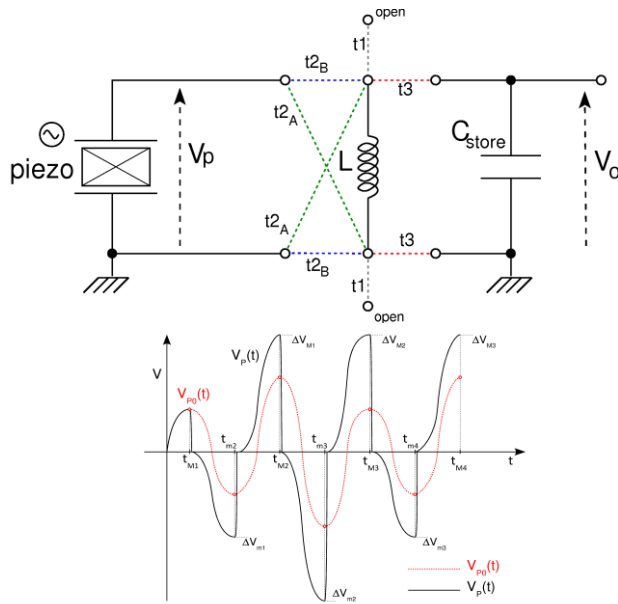 open
t1
t2B
t3
t2A
piezo
Vp
L
Cstore
Vo
t2A
t3
t2B
t1
open
VP(t)
ΔVM1
ΔVM2
ΔVM3
V
VP0(t)
tm2
tm3
tm4
tM1
tM2
tM3
tM4
t
ΔVm1
ΔVm3
ΔVm2
VP0(t)
VP(t)